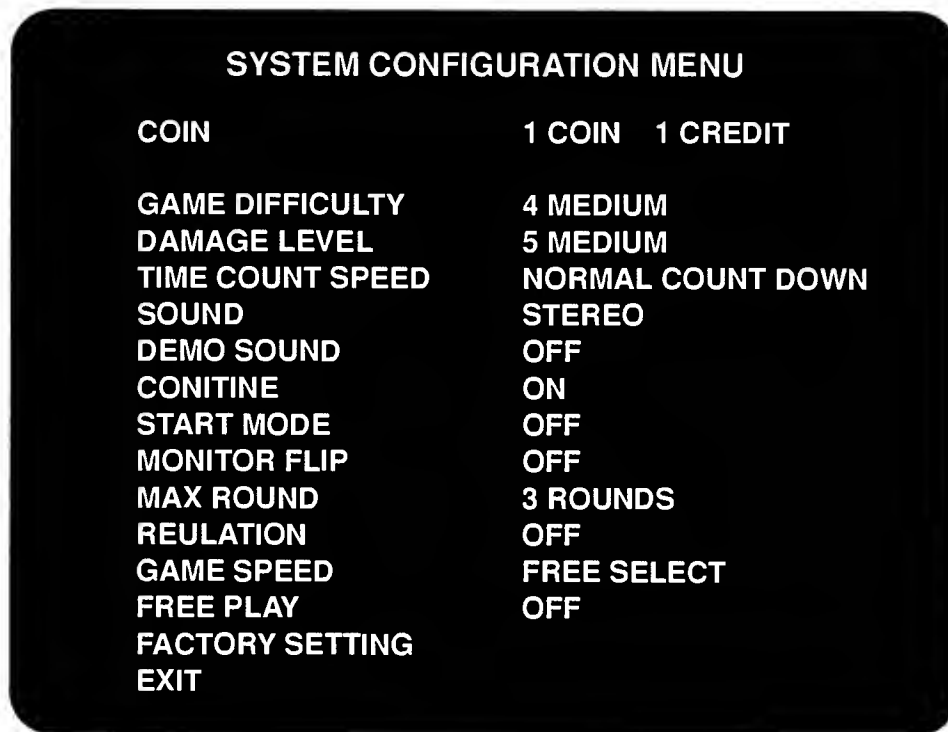 SYSTEM CONFIGURATION MENU
COIN 1 COIN 1 CREDIT
GAME DIFFICULTY 4 MEDIUM
DAMAGE LEVEL 5 MEDIUM
TIME COUNT SPEED NORMAL COUNT DOWN
SOUND STEREO
DEMO SOUND OFF
CONITINE ON
START MODE OFF
MONITOR FLIP OFF
MAX ROUND 3 ROUNDS
REULATION OFF
GAME SPEED FREE SELECT
FREE PLAY OFF
FACTORY SETTING
EXIT